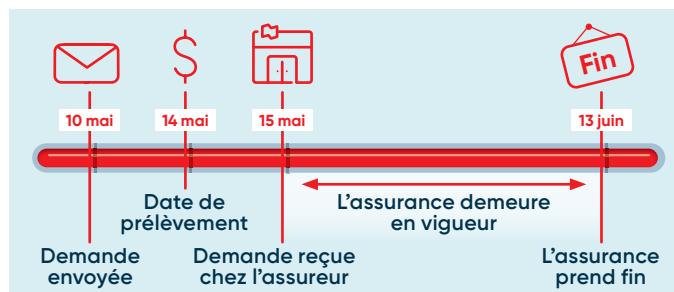 Fin
10 mai
14 mai
15 mai
13 juin
Date de
prélèvement
L'assurance demeure
en vigueur
Demande
envoyée
Demande reçue
chez l'assureur
L'assurance
prend fin